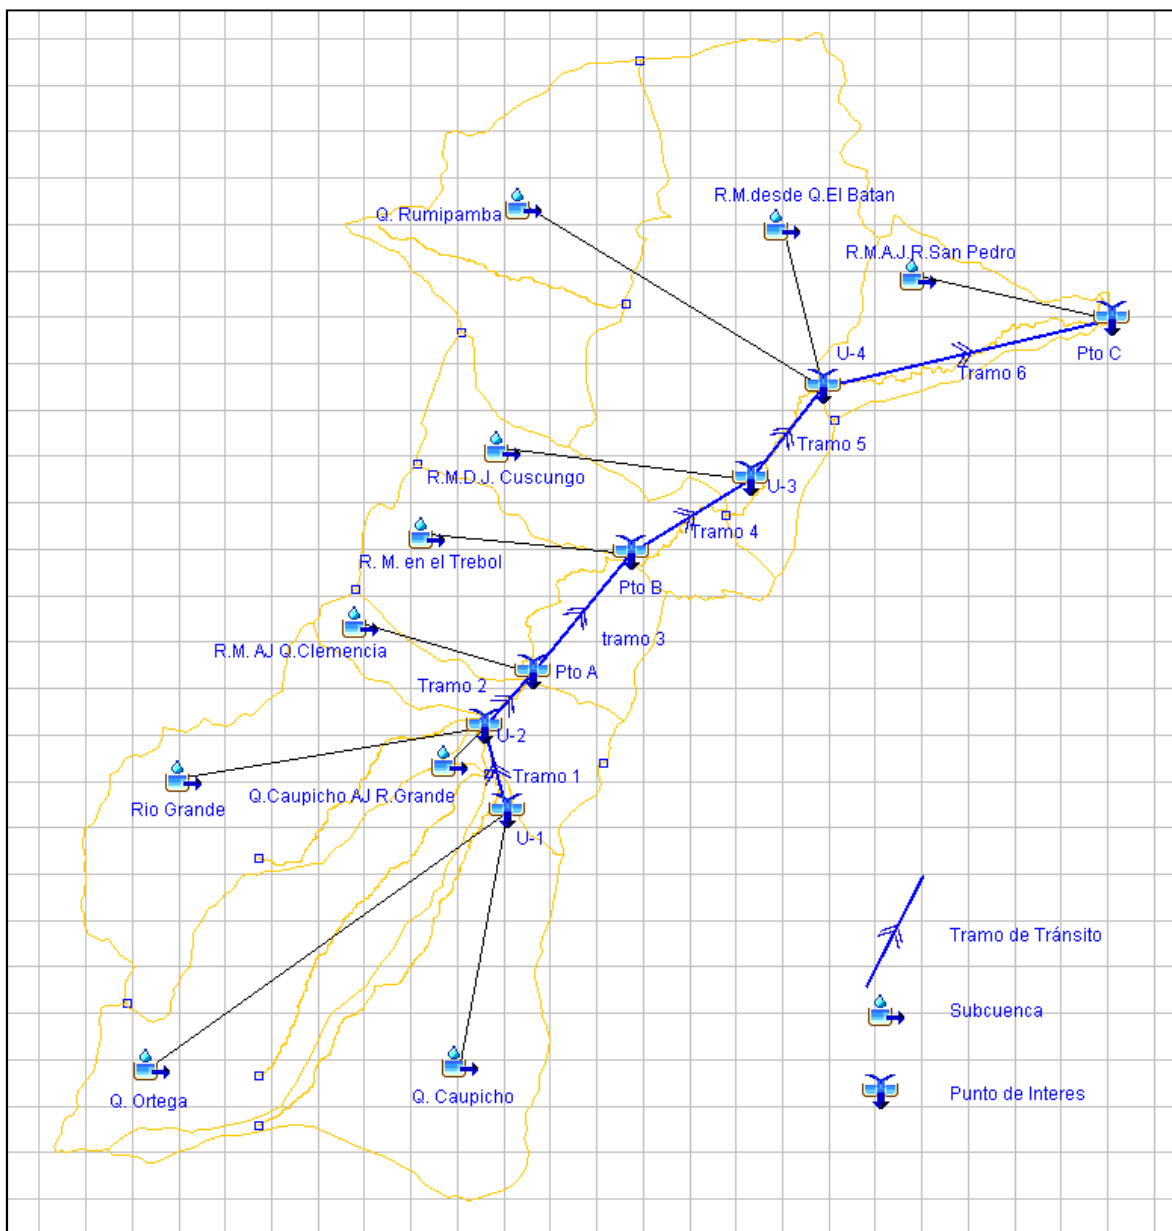 R.M.desde Q.El Batan
Q. Rumipamba
R.M.A.J.R.San Pedro
U-4
Pto C
Tramo 6
Tramo 5
R.M.D.J. Cuscungo
U-3
Tramo 4
R. M. en el Trebol
Pto B
tramo 3
R.M. AJ Q.Clemencia
Pto A
Tramo 2
U-2
Tramo 1
Q.Caupicho AJ R.Grande
Rio Grande
U-1
Tramo de Tránsito
Subcuenca
Q. Ortega
Q. Caupicho
Punto de Interes